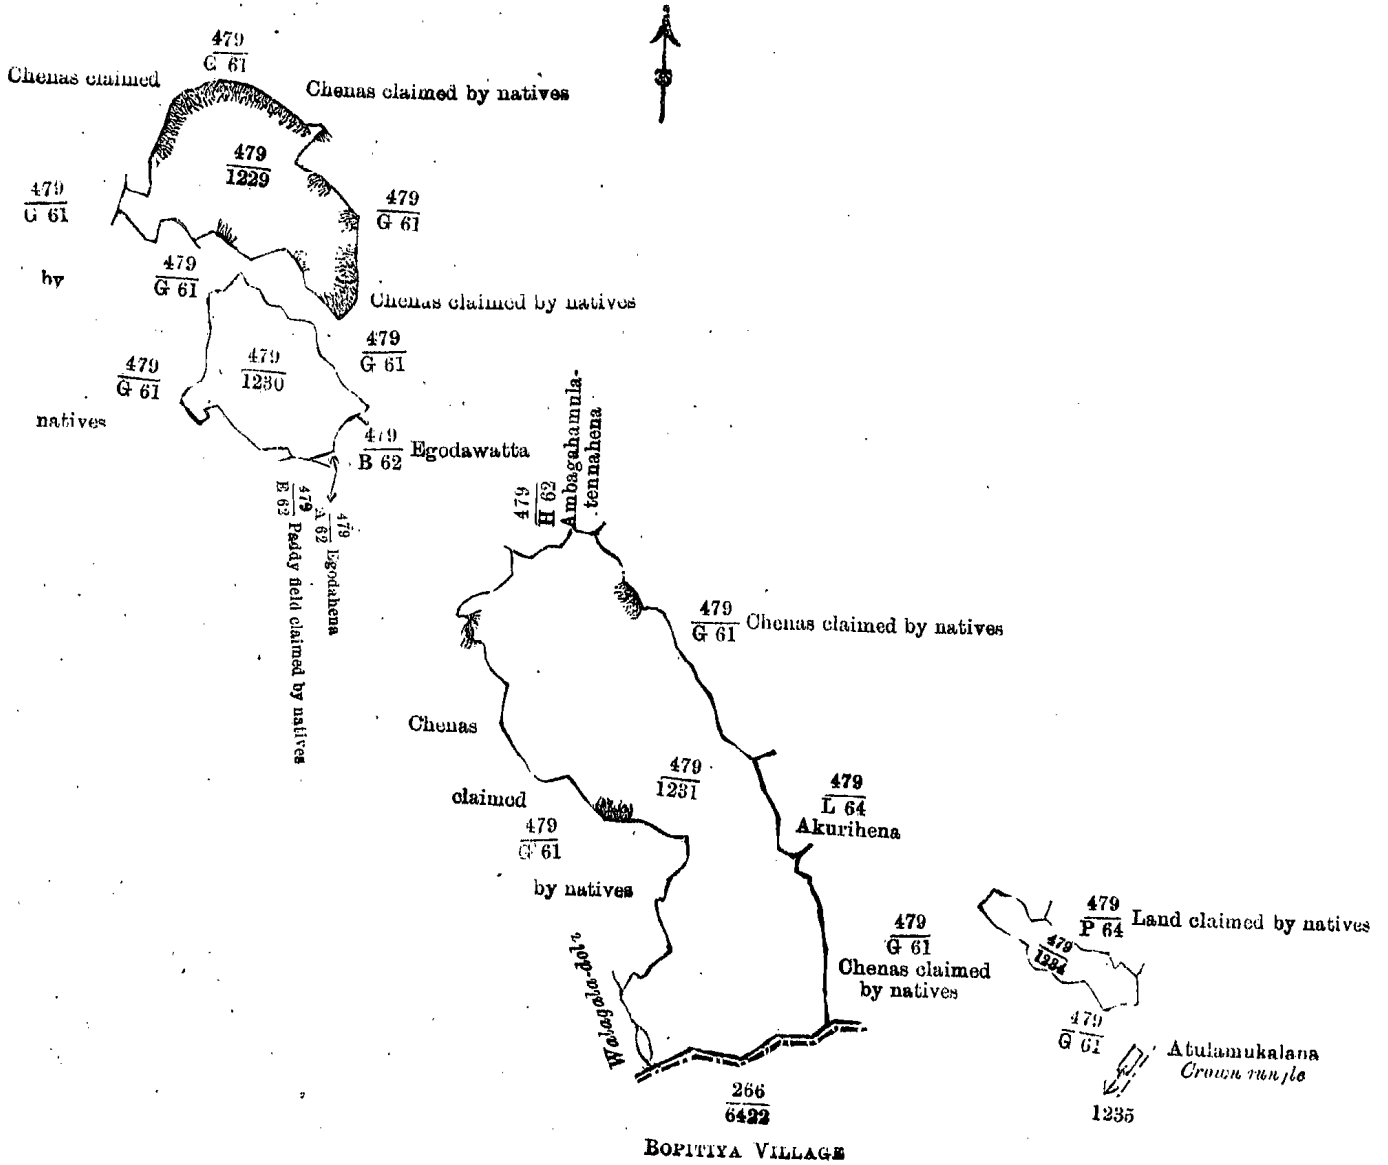 479
G 61
Chenas claimed
Chenas claimed by natives
479
1229
479
G 61
479
G 61
by
479
G 61
Chenas claimed by natives
479
G 61
479
1230
479
G 61
natives
479
B 62 Egodawatta
479
E 62 Paddy field claimed by natives
479
A 62 Egodahena
479
H 62
Ambagahamula-
tennahena
479
G 61 Chenas claimed by natives
Chenas
479
1231
claimed
479
G 61
by natives
479
L 64
Akurihena
479
G 61
Chenas claimed
by natives
479
P 64 Land claimed by natives
479
1234
479
G 61
Atulamukalana
Crown
1235
Walagala-dola
266
6422
BOPITIYA VILLAGE